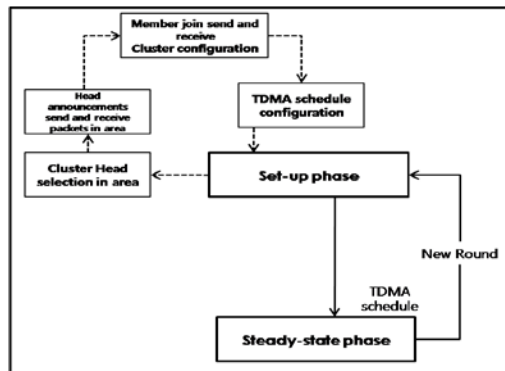 Member join send and
receive
Cluster configuration
Head
announcements
send and receive
packets in area
TDMA schedule
configuration
Cluster Head
selection in area
Set-up phase
New Round
TDMA
schedule
Steady-state phase